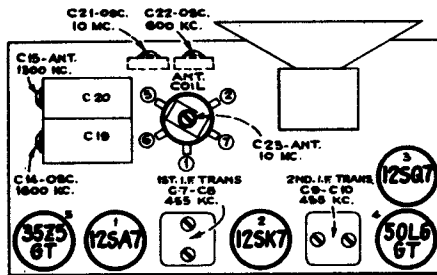 C21-OSC.
10 MC.
C22-OSC.
600 KC.
C15-ANT.
1500 KC.
ANT.
COIL
C20
C19
5
2
6
7
1
C23-ANT.
10 MC.
C14-OSC.
1600 KC.
1ST. I.F TRANS
C7-C8
455 KC.
2ND. I.F TRANS.
C9-C10
455 KC.
3
12SQ7
5
35Z5
GT
1
12SA7
2
12SK7
4
50L6
GT